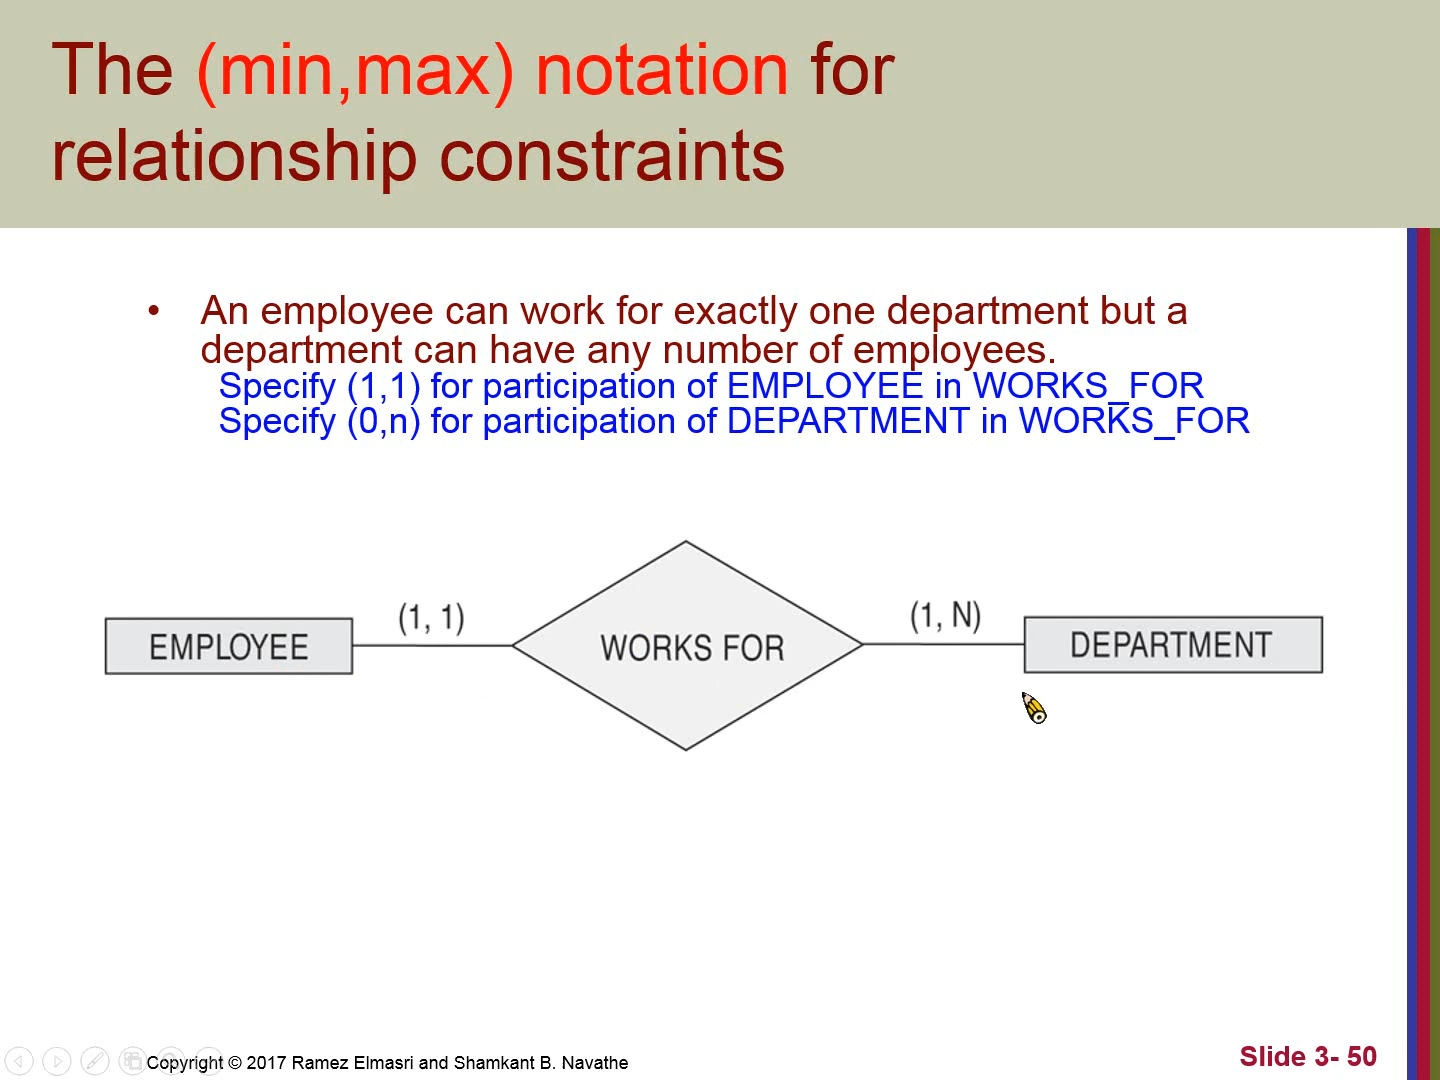 The (min,max) notation for
relationship constraints
• An employee can work for exactly one department but a
department can have any number of employees.
Specify (1,1) for participation of EMPLOYEE in WORKS_FOR
Specify (0,n) for participation of DEPARTMENT in WORKS_FOR
EMPLOYEE (1, 1) WORKS FOR (1, N) DEPARTMENT
Copyright © 2017 Ramez Elmasri and Shamkant B. Navathe
Slide 3- 50